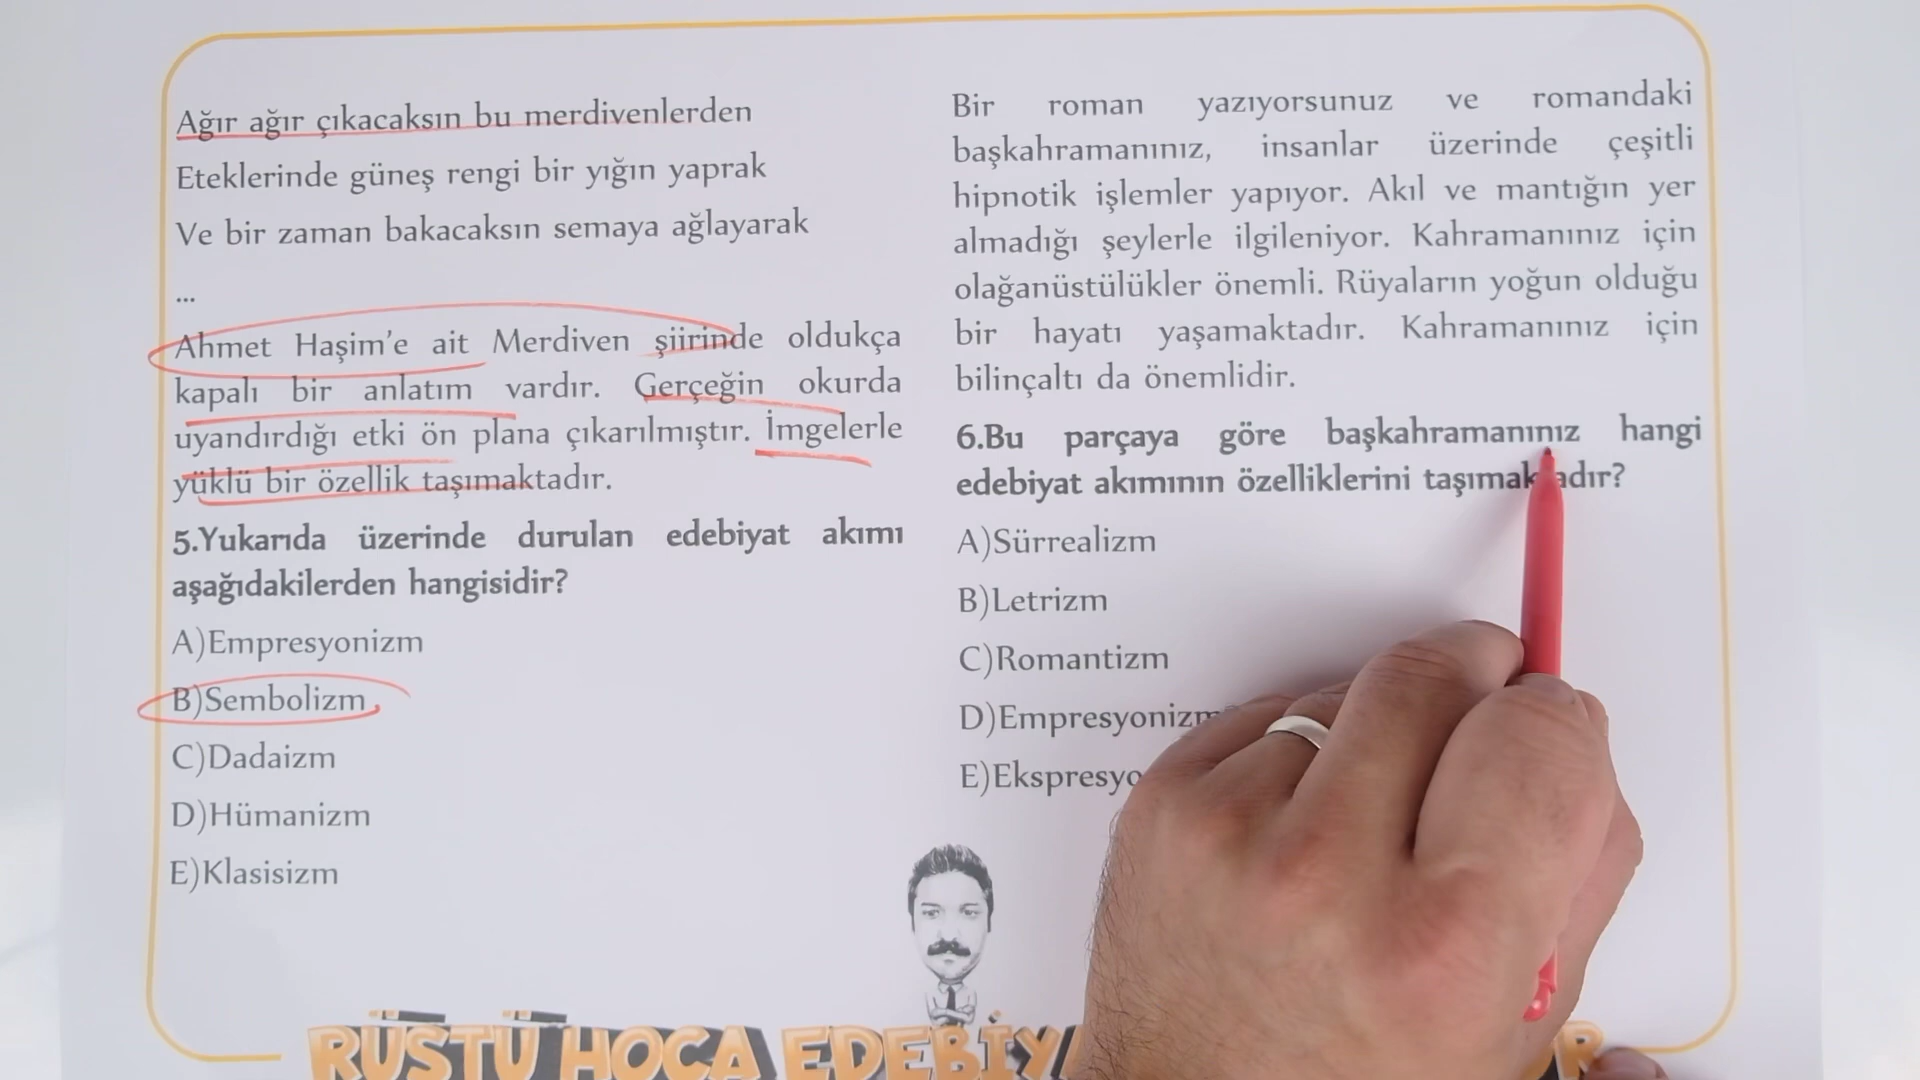 Ağır ağır çıkacaksın bu merdivenlerden
Eteklerinde güneş rengi bir yığın yaprak
Ve bir zaman bakacaksın semaya ağlayarak
...
Ahmet Haşim'e ait Merdiven şiirinde oldukça
kapalı bir anlatım vardır. Gerçeğin okurda
uyandırdığı etki ön plana çıkarılmıştır. İmgelerle
yüklü bir özellik taşımaktadır.
5.Yukarıda üzerinde durulan edebiyat akımı
aşağıdakilerden hangisidir?
A)Empresyonizm
B)Sembolizm
C)Dadaizm
D)Hümanizm
E)Klasisizm
Bir roman yazıyorsunuz ve romandaki
başkahramanınız, insanlar üzerinde çeşitli
hipnotik işlemler yapıyor. Akıl ve mantığın yer
almadığı şeylerle ilgileniyor. Kahramanınız için
olağanüstülükler önemli. Rüyaların yoğun olduğu
bir hayatı yaşamaktadır. Kahramanınız için
bilinçaltı da önemlidir.
6.Bu parçaya göre başkahramanınız hangi
edebiyat akımının özelliklerini taşımaktadır?
A)Sürrealizm
B)Letrizm
C)Romantizm
D)Empresyonizm
E)Ekspresyo
RÜŞTÜ HOCA